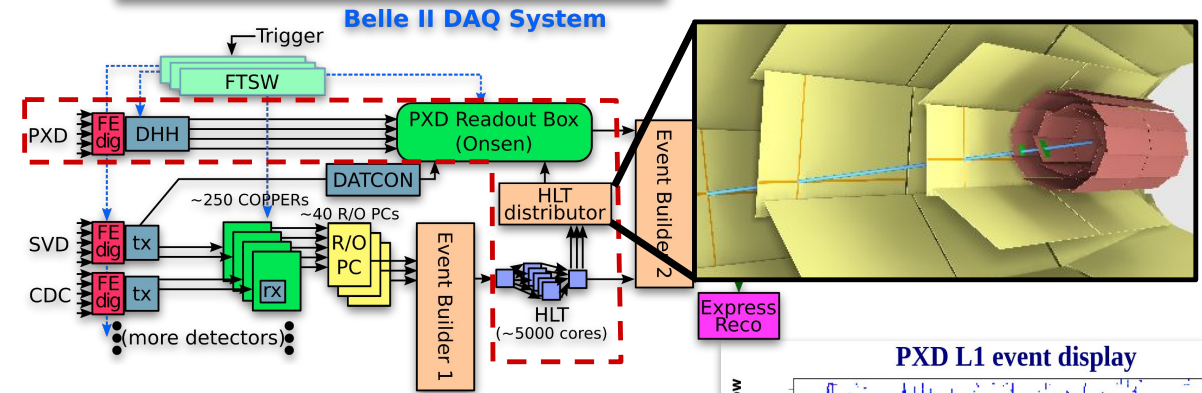 Belle II DAQ System
Trigger
FTSW
PXD
FE
dig
DHH
PXD Readout Box
(Onsen)
DATCON
~250 COPPERs
~40 R/O PCs
HLT
distributor
Event Builder 2
SVD
FE
dig
tx
R/O
PC
Event Builder 1
CDC
FE
dig
tx
rx
HLT
(~5000 cores)
(more detectors)
Express
Reco
PXD L1 event display